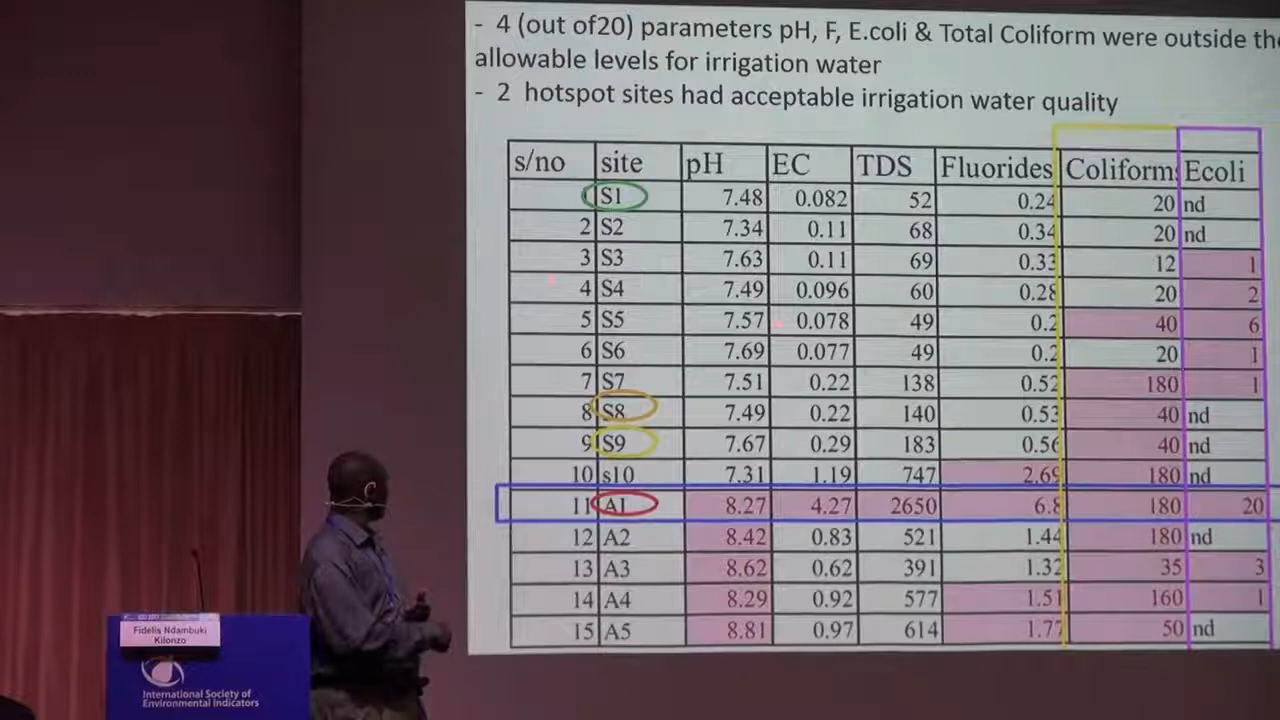 - 4 (out of20) parameters pH, F, E.coli & Total Coliform were outside the
allowable levels for irrigation water
- 2 hotspot sites had acceptable irrigation water quality
s/no site pH EC TDS Fluorides Coliform Ecoli
S1 7.48 0.082 52 0.24 20 nd
2 S2 7.34 0.11 68 0.34 20 nd
3 S3 7.63 0.11 69 0.33 12 1
4 S4 7.49 0.096 60 0.28 20 2
5 S5 7.57 0.078 49 0.2 40 6
6 S6 7.69 0.077 49 0.2 20 1
7 S7 7.51 0.22 138 0.52 180 1
8 S8 7.49 0.22 140 0.53 40 nd
9 S9 7.67 0.29 183 0.56 40 nd
10 s10 7.31 1.19 747 2.69 180 nd
11 A1 8.27 4.27 2650 6.8 180 20
12 A2 8.42 0.83 521 1.44 180 nd
13 A3 8.62 0.62 391 1.32 35 3
14 A4 8.29 0.92 577 1.51 160 1
15 A5 8.81 0.97 614 1.77 50 nd
Fidelis Ndambuki
Kilonzo
International Society of
Environmental Indicators